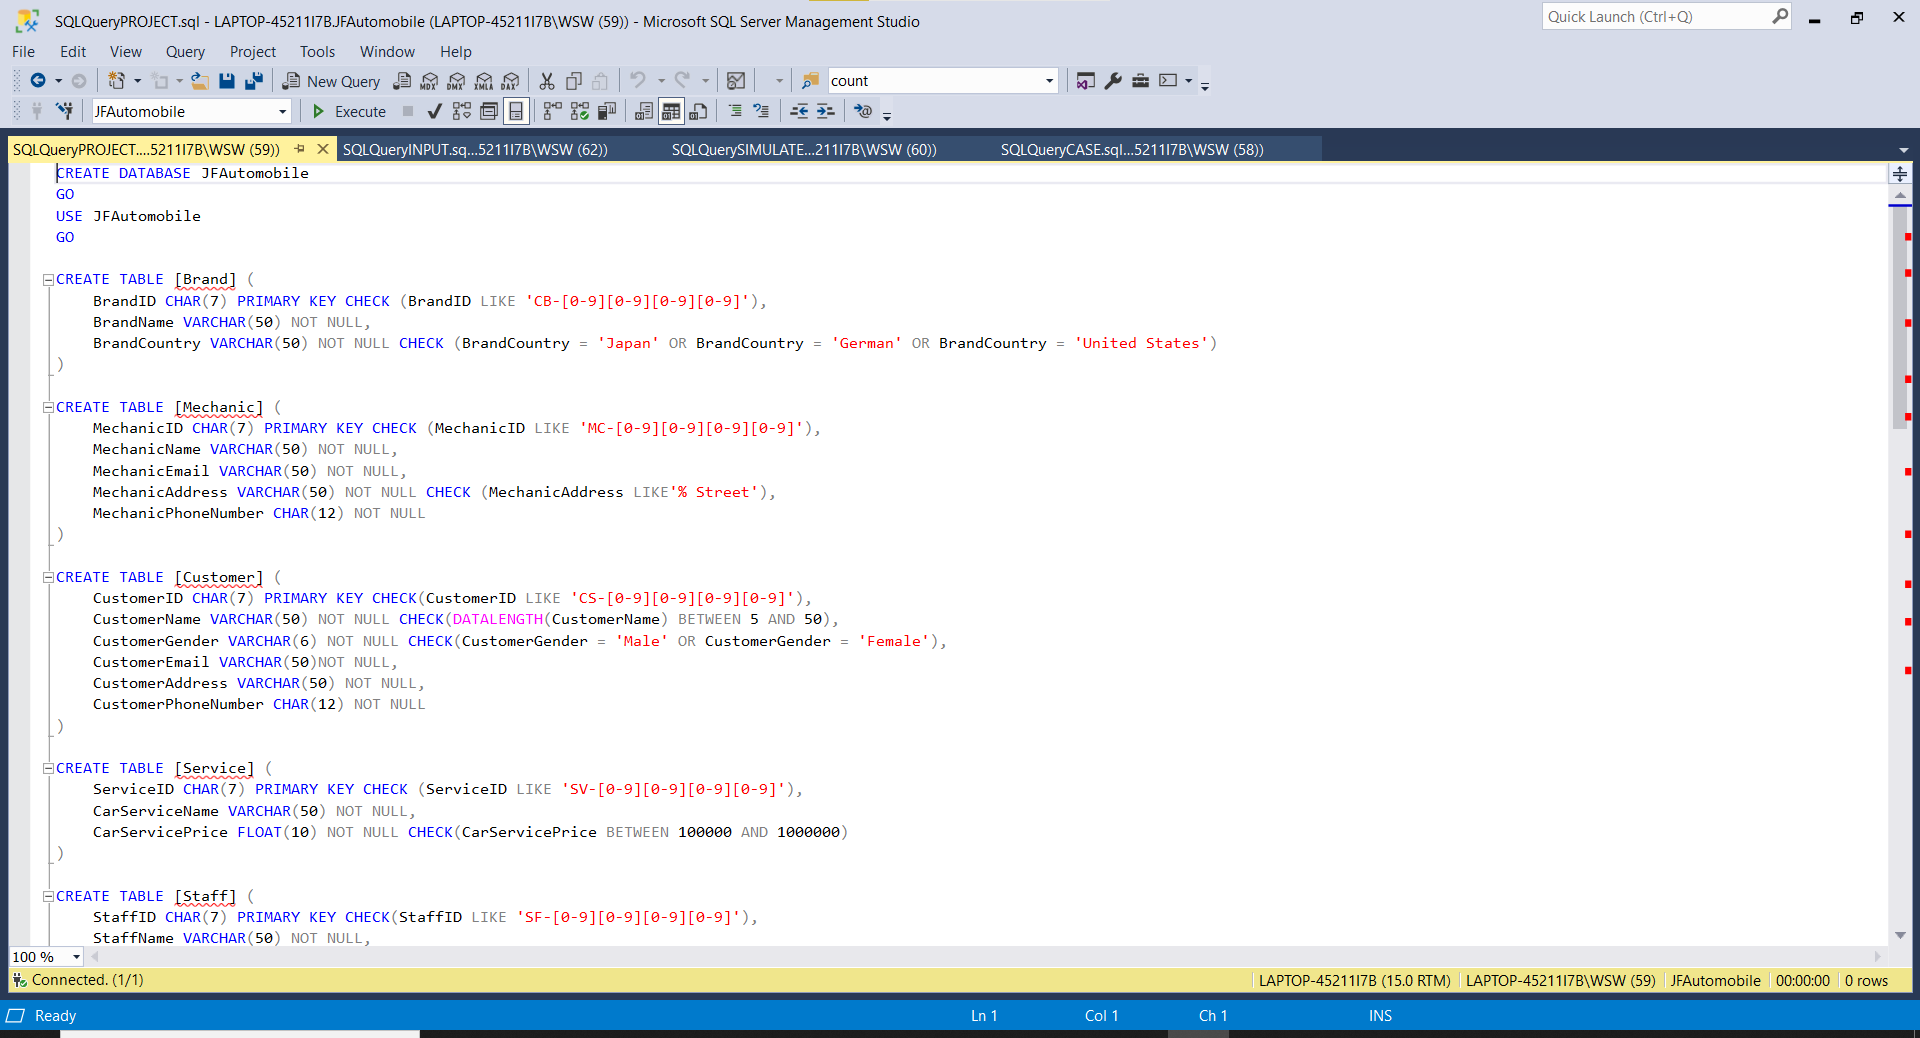 SQLQueryPROJECT.sql - LAPTOP-45211I7B.JFAutomobile (LAPTOP-45211I7B\WSW (59)) - Microsoft SQL Server Management Studio
Quick Launch (Ctrl+Q)
File Edit View Query Project Tools Window Help
New Query MDX DMX XMLA DAX count
JFAutomobile Execute
SQLQueryPROJECT....5211I7B\WSW (59)) SQLQueryINPUT.sq...5211I7B\WSW (62)) SQLQuerySIMULATE...211I7B\WSW (60)) SQLQueryCASE.sql...5211I7B\WSW (58))
CREATE DATABASE JFAutomobile
GO
USE JFAutomobile
GO
CREATE TABLE [Brand] (
BrandID CHAR(7) PRIMARY KEY CHECK (BrandID LIKE 'CB-[0-9][0-9][0-9][0-9]'),
BrandName VARCHAR(50) NOT NULL,
BrandCountry VARCHAR(50) NOT NULL CHECK (BrandCountry = 'Japan' OR BrandCountry = 'German' OR BrandCountry = 'United States')
)
CREATE TABLE [Mechanic] (
MechanicID CHAR(7) PRIMARY KEY CHECK (MechanicID LIKE 'MC-[0-9][0-9][0-9][0-9]'),
MechanicName VARCHAR(50) NOT NULL,
MechanicEmail VARCHAR(50) NOT NULL,
MechanicAddress VARCHAR(50) NOT NULL CHECK (MechanicAddress LIKE'% Street'),
MechanicPhoneNumber CHAR(12) NOT NULL
)
CREATE TABLE [Customer] (
CustomerID CHAR(7) PRIMARY KEY CHECK(CustomerID LIKE 'CS-[0-9][0-9][0-9][0-9]'),
CustomerName VARCHAR(50) NOT NULL CHECK(DATALENGTH(CustomerName) BETWEEN 5 AND 50),
CustomerGender VARCHAR(6) NOT NULL CHECK(CustomerGender = 'Male' OR CustomerGender = 'Female'),
CustomerEmail VARCHAR(50)NOT NULL,
CustomerAddress VARCHAR(50) NOT NULL,
CustomerPhoneNumber CHAR(12) NOT NULL
)
CREATE TABLE [Service] (
ServiceID CHAR(7) PRIMARY KEY CHECK (ServiceID LIKE 'SV-[0-9][0-9][0-9][0-9]'),
CarServiceName VARCHAR(50) NOT NULL,
CarServicePrice FLOAT(10) NOT NULL CHECK(CarServicePrice BETWEEN 100000 AND 1000000)
)
CREATE TABLE [Staff] (
StaffID CHAR(7) PRIMARY KEY CHECK(StaffID LIKE 'SF-[0-9][0-9][0-9][0-9]'),
StaffName VARCHAR(50) NOT NULL,
100 %
Connected. (1/1) LAPTOP-45211I7B (15.0 RTM) LAPTOP-45211I7B\WSW (59) JFAutomobile 00:00:00 0 rows
Ready Ln 1 Col 1 Ch 1 INS